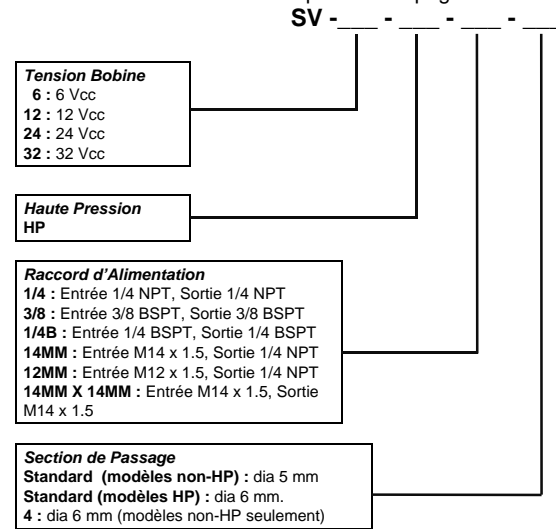 SV -___ - ___ - ___ - ___
Tension Bobine
6 : 6 Vcc
12 : 12 Vcc
24 : 24 Vcc
32 : 32 Vcc
Haute Pression
HP
Raccord d’Alimentation
1/4 : Entrée 1/4 NPT, Sortie 1/4 NPT
3/8 : Entrée 3/8 BSPT, Sortie 3/8 BSPT
1/4B : Entrée 1/4 BSPT, Sortie 1/4 BSPT
14MM : Entrée M14 x 1.5, Sortie 1/4 NPT
12MM : Entrée M12 x 1.5, Sortie 1/4 NPT
14MM X 14MM : Entrée M14 x 1.5, Sortie
M14 x 1.5
Section de Passage
Standard (modèles non-HP) : dia 5 mm
Standard (modèles HP) : dia 6 mm.
4 : dia 6 mm (modèles non-HP seulement)